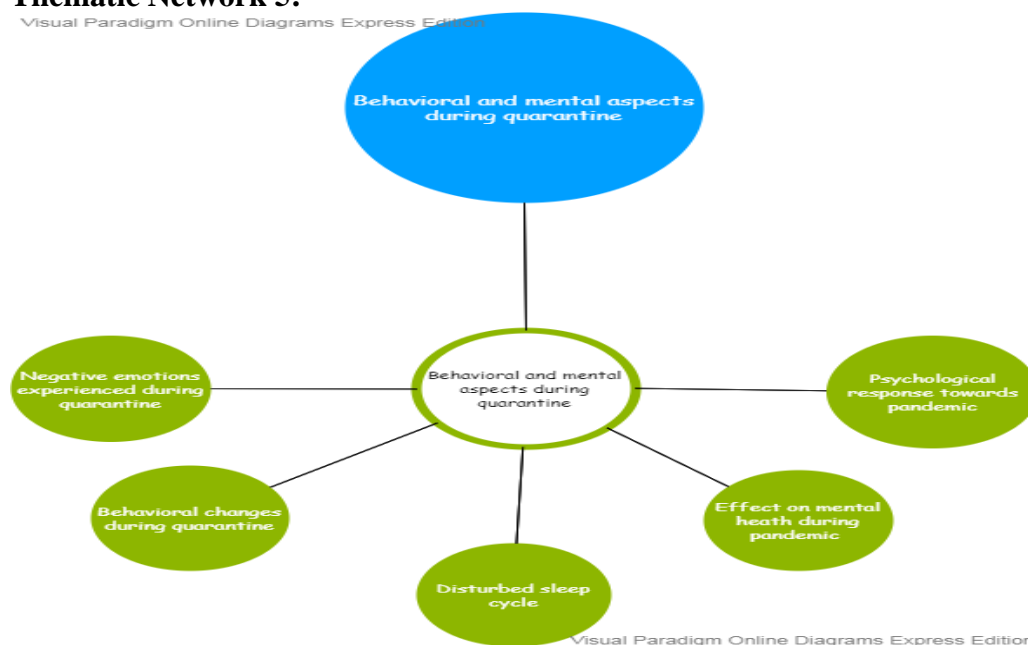 Thematic Network 3:
Visual Paradigm Online Diagrams Express Edition
Behavioral and mental aspects
during quarantine
Behavioral and mental
aspects during
quarantine
Negative emotions
experienced during
quarantine
Psychological
response towards
pandemic
Behavioral changes
during quarantine
Effect on mental
heath during
pandemic
Disturbed sleep
cycle
Visual Paradigm Online Diagrams Express Edition